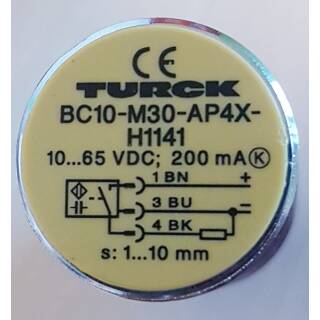 CE
TURCK
BC10-M30-AP4X-
H1141
10...65 VDC; 200 mA Ⓚ
1 BN +
3 BU –
4 BK
s: 1...10 mm